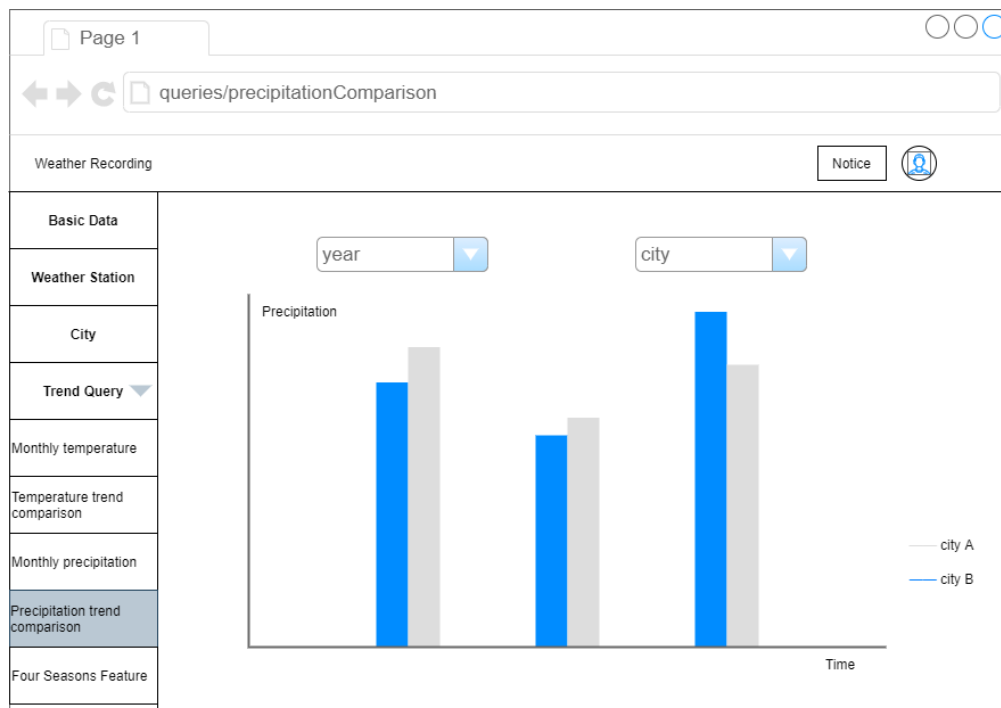 Page 1
queries/precipitationComparison
Weather Recording
Notice
Basic Data
Weather Station
City
Trend Query
Monthly temperature
Temperature trend
comparison
Monthly precipitation
Precipitation trend
comparison
Four Seasons Feature
year
city
Precipitation
city A
city B
Time